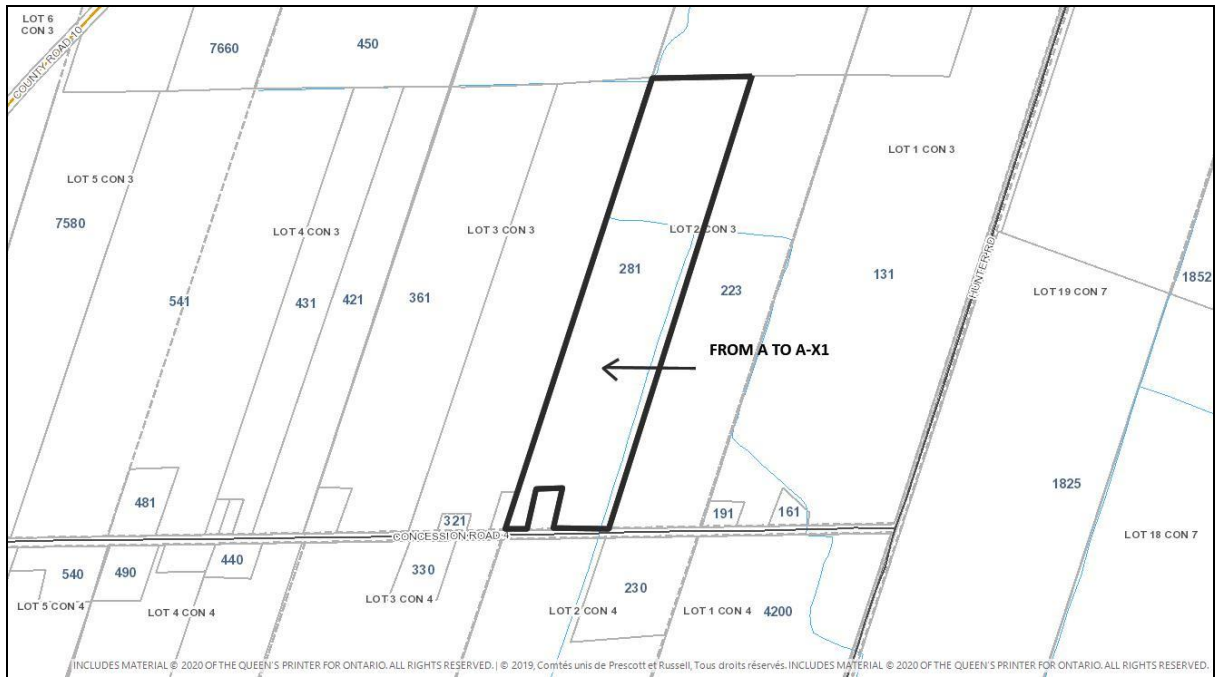 LOT 6
CON 3
COUNTY ROAD 10
7660
450
LOT 1 CON 3
LOT 5 CON 3
7580
LOT 4 CON 3
LOT 3 CON 3
LOT 2 CON 3
HUNTER RD
281
131
1852
LOT 19 CON 7
541
431
421
361
223
FROM A TO A-X1
481
1825
321
191
161
CONCESSION ROAD 4
LOT 18 CON 7
540
490
440
330
230
LOT 5 CON 4
LOT 4 CON 4
LOT 3 CON 4
LOT 2 CON 4
LOT 1 CON 4
4200
INCLUDES MATERIAL © 2020 OF THE QUEEN'S PRINTER FOR ONTARIO. ALL RIGHTS RESERVED. | © 2019, Comtés unis de Prescott et Russell, Tous droits réservés. INCLUDES MATERIAL © 2020 OF THE QUEEN'S PRINTER FOR ONTARIO. ALL RIGHTS RESERVED.